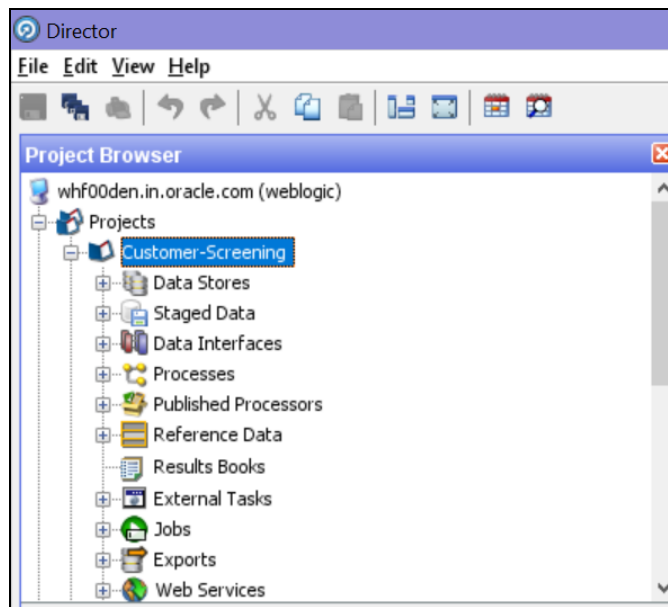 Director
File Edit View Help
Project Browser
whf00den.in.oracle.com (weblogic)
Projects
Customer-Screening
Data Stores
Staged Data
Data Interfaces
Processes
Published Processors
Reference Data
Results Books
External Tasks
Jobs
Exports
Web Services